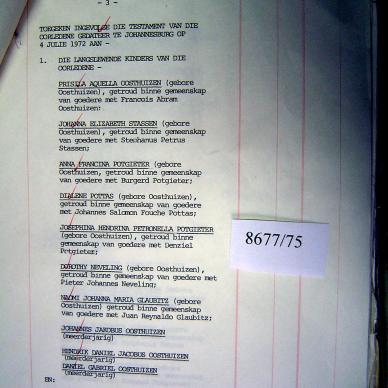 - 3 -
TOEGEKEN INGEVOLGE DIE TESTAMENT VAN DIE
OORLEDENE GEDATEER TE JOHANNESBURG OP
4 JULIE 1972 AAN -
1. DIE LANGSLEWENDE KINDERS VAN DIE
OORLEDENE -
PRISILA AQUELLA OOSTHUIZEN (gebore
Oosthuizen), getroud binne gemeenskap
van goedere met Francois Abram
Oosthuizen;
JOHANNA ELIZABETH STASSEN (gebore
Oosthuizen), getroud binne gemeenskap
van goedere met Stephanus Petrus
Stassen;
ANNA FRANCINA POTGIETER (gebore
Oosthuizen), getroud binne gemeenskap
van goedere met Burgerd Potgieter;
DIALENE POTTAS (gebore Oosthuizen),
getroud binne gemeenskap van goedere
met Johannes Salomon Fouche Pottas;
JOSEPHINA HENDRINA PETRONELLA POTGIETER
(gebore Oosthuizen), getroud binne
gemeenskap van goedere met Denziel
Potgieter;
DOROTHY NEVELING (gebore Oosthuizen),
getroud binne gemeenskap van goedere met
Pieter Johannes Neveling;
NAOMI JOHANNA MARIA GLAUBITZ (gebore
Oosthuizen), getroud binne gemeenskap
van goedere met Juan Reynaldo Glaubitz;
JOHANNES JAKOBUS OOSTHUIZEN
(meerderjarig)
HENDRIK DANIEL JACOBUS OOSTHUIZEN
(meerderjarig)
DANIEL GABRIEL OOSTHUIZEN
(meerderjarig)
EN:
8677/75